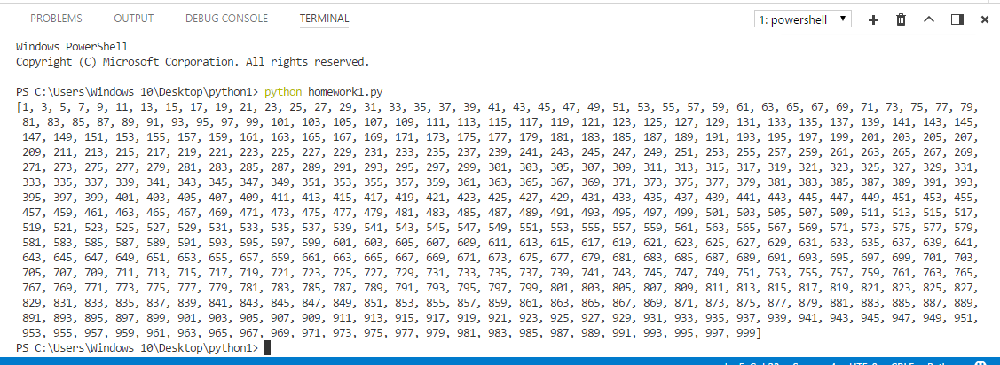 PROBLEMS OUTPUT DEBUG CONSOLE TERMINAL 1: powershell
Windows PowerShell
Copyright (C) Microsoft Corporation. All rights reserved.
PS C:\Users\Windows 10\Desktop\python1> python homework1.py
[1, 3, 5, 7, 9, 11, 13, 15, 17, 19, 21, 23, 25, 27, 29, 31, 33, 35, 37, 39, 41, 43, 45, 47, 49, 51, 53, 55, 57, 59, 61, 63, 65, 67, 69, 71, 73, 75, 77, 79,
81, 83, 85, 87, 89, 91, 93, 95, 97, 99, 101, 103, 105, 107, 109, 111, 113, 115, 117, 119, 121, 123, 125, 127, 129, 131, 133, 135, 137, 139, 141, 143, 145,
147, 149, 151, 153, 155, 157, 159, 161, 163, 165, 167, 169, 171, 173, 175, 177, 179, 181, 183, 185, 187, 189, 191, 193, 195, 197, 199, 201, 203, 205, 207,
209, 211, 213, 215, 217, 219, 221, 223, 225, 227, 229, 231, 233, 235, 237, 239, 241, 243, 245, 247, 249, 251, 253, 255, 257, 259, 261, 263, 265, 267, 269,
271, 273, 275, 277, 279, 281, 283, 285, 287, 289, 291, 293, 295, 297, 299, 301, 303, 305, 307, 309, 311, 313, 315, 317, 319, 321, 323, 325, 327, 329, 331,
333, 335, 337, 339, 341, 343, 345, 347, 349, 351, 353, 355, 357, 359, 361, 363, 365, 367, 369, 371, 373, 375, 377, 379, 381, 383, 385, 387, 389, 391, 393,
395, 397, 399, 401, 403, 405, 407, 409, 411, 413, 415, 417, 419, 421, 423, 425, 427, 429, 431, 433, 435, 437, 439, 441, 443, 445, 447, 449, 451, 453, 455,
457, 459, 461, 463, 465, 467, 469, 471, 473, 475, 477, 479, 481, 483, 485, 487, 489, 491, 493, 495, 497, 499, 501, 503, 505, 507, 509, 511, 513, 515, 517,
519, 521, 523, 525, 527, 529, 531, 533, 535, 537, 539, 541, 543, 545, 547, 549, 551, 553, 555, 557, 559, 561, 563, 565, 567, 569, 571, 573, 575, 577, 579,
581, 583, 585, 587, 589, 591, 593, 595, 597, 599, 601, 603, 605, 607, 609, 611, 613, 615, 617, 619, 621, 623, 625, 627, 629, 631, 633, 635, 637, 639, 641,
643, 645, 647, 649, 651, 653, 655, 657, 659, 661, 663, 665, 667, 669, 671, 673, 675, 677, 679, 681, 683, 685, 687, 689, 691, 693, 695, 697, 699, 701, 703,
705, 707, 709, 711, 713, 715, 717, 719, 721, 723, 725, 727, 729, 731, 733, 735, 737, 739, 741, 743, 745, 747, 749, 751, 753, 755, 757, 759, 761, 763, 765,
767, 769, 771, 773, 775, 777, 779, 781, 783, 785, 787, 789, 791, 793, 795, 797, 799, 801, 803, 805, 807, 809, 811, 813, 815, 817, 819, 821, 823, 825, 827,
829, 831, 833, 835, 837, 839, 841, 843, 845, 847, 849, 851, 853, 855, 857, 859, 861, 863, 865, 867, 869, 871, 873, 875, 877, 879, 881, 883, 885, 887, 889,
891, 893, 895, 897, 899, 901, 903, 905, 907, 909, 911, 913, 915, 917, 919, 921, 923, 925, 927, 929, 931, 933, 935, 937, 939, 941, 943, 945, 947, 949, 951,
953, 955, 957, 959, 961, 963, 965, 967, 969, 971, 973, 975, 977, 979, 981, 983, 985, 987, 989, 991, 993, 995, 997, 999]
PS C:\Users\Windows 10\Desktop\python1>